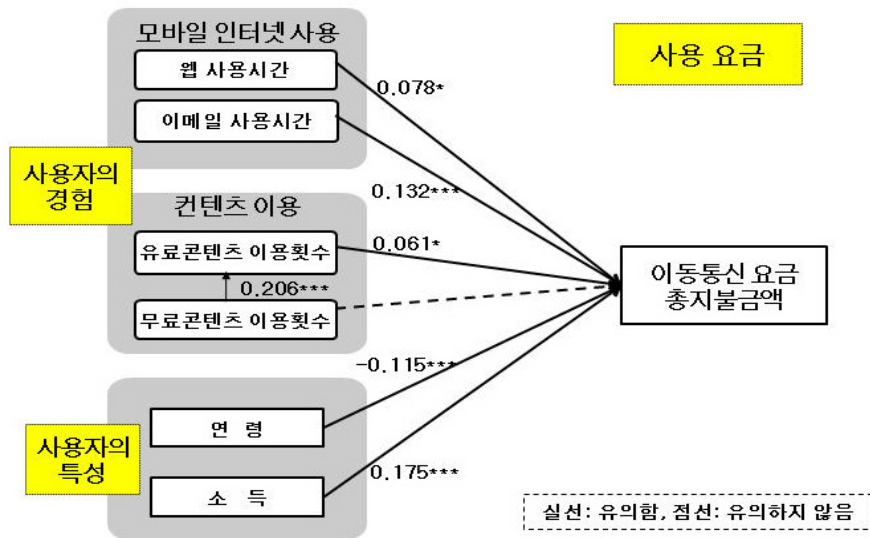 모바일 인터넷 사용
웹 사용시간
이메일 사용시간
사용 요금
0.078*
0.132***
사용자의
경험
컨텐츠 이용
유료콘텐츠 이용횟수
0.061*
0.206***
무료콘텐츠 이용횟수
이동통신 요금
총지불금액
-0.115***
연 령
사용자의
특성
소 득
0.175***
실선: 유의함, 점선: 유의하지 않음